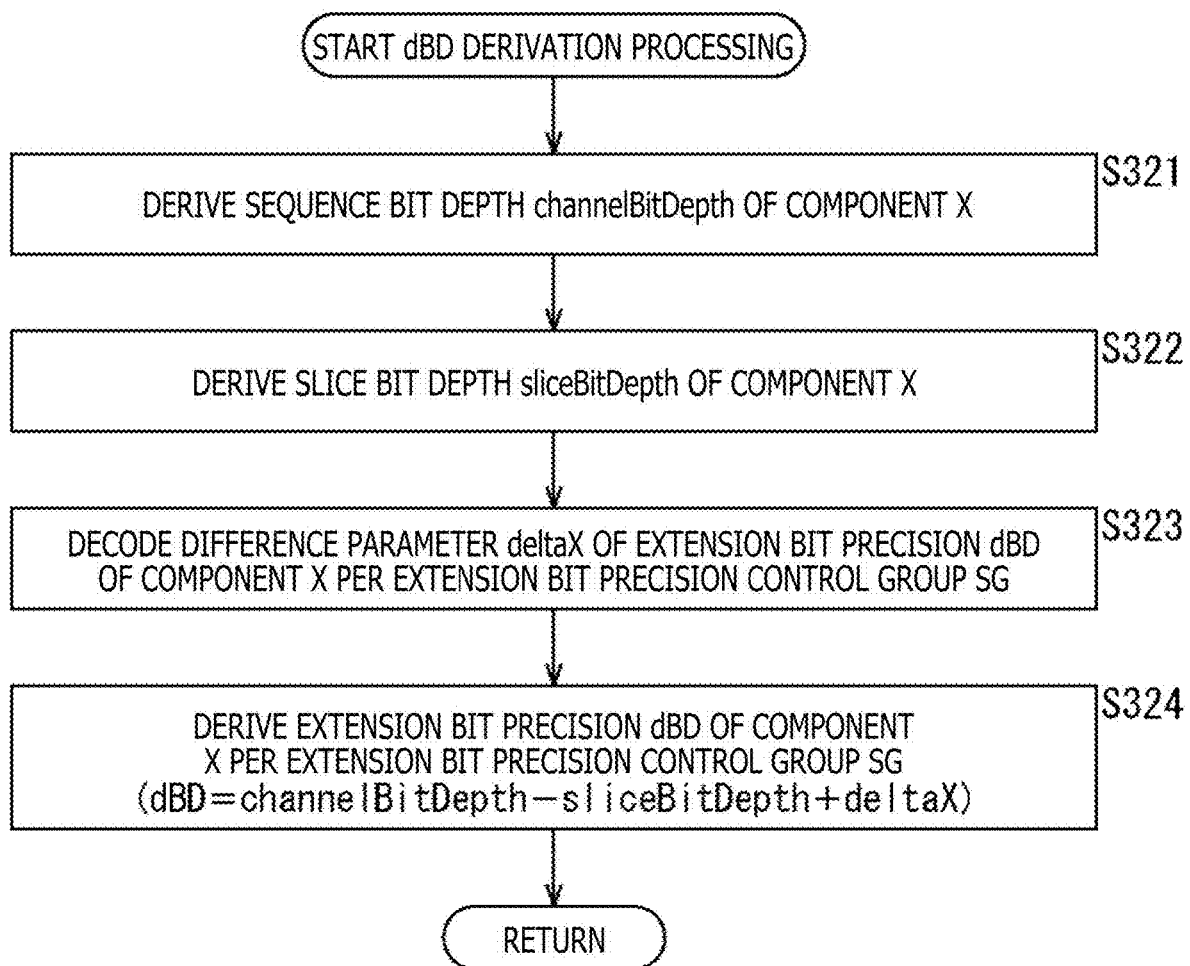 START dBD DERIVATION PROCESSING
S321
DERIVE SEQUENCE BIT DEPTH channelBitDepth OF COMPONENT X
S322
DERIVE SLICE BIT DEPTH sliceBitDepth OF COMPONENT X
S323
DECODE DIFFERENCE PARAMETER deltaX OF EXTENSION BIT PRECISION dBD
OF COMPONENT X PER EXTENSION BIT PRECISION CONTROL GROUP SG
S324
DERIVE EXTENSION BIT PRECISION dBD OF COMPONENT
X PER EXTENSION BIT PRECISION CONTROL GROUP SG
(dBD=channelBitDepth-sliceBitDepth+deltaX)
RETURN